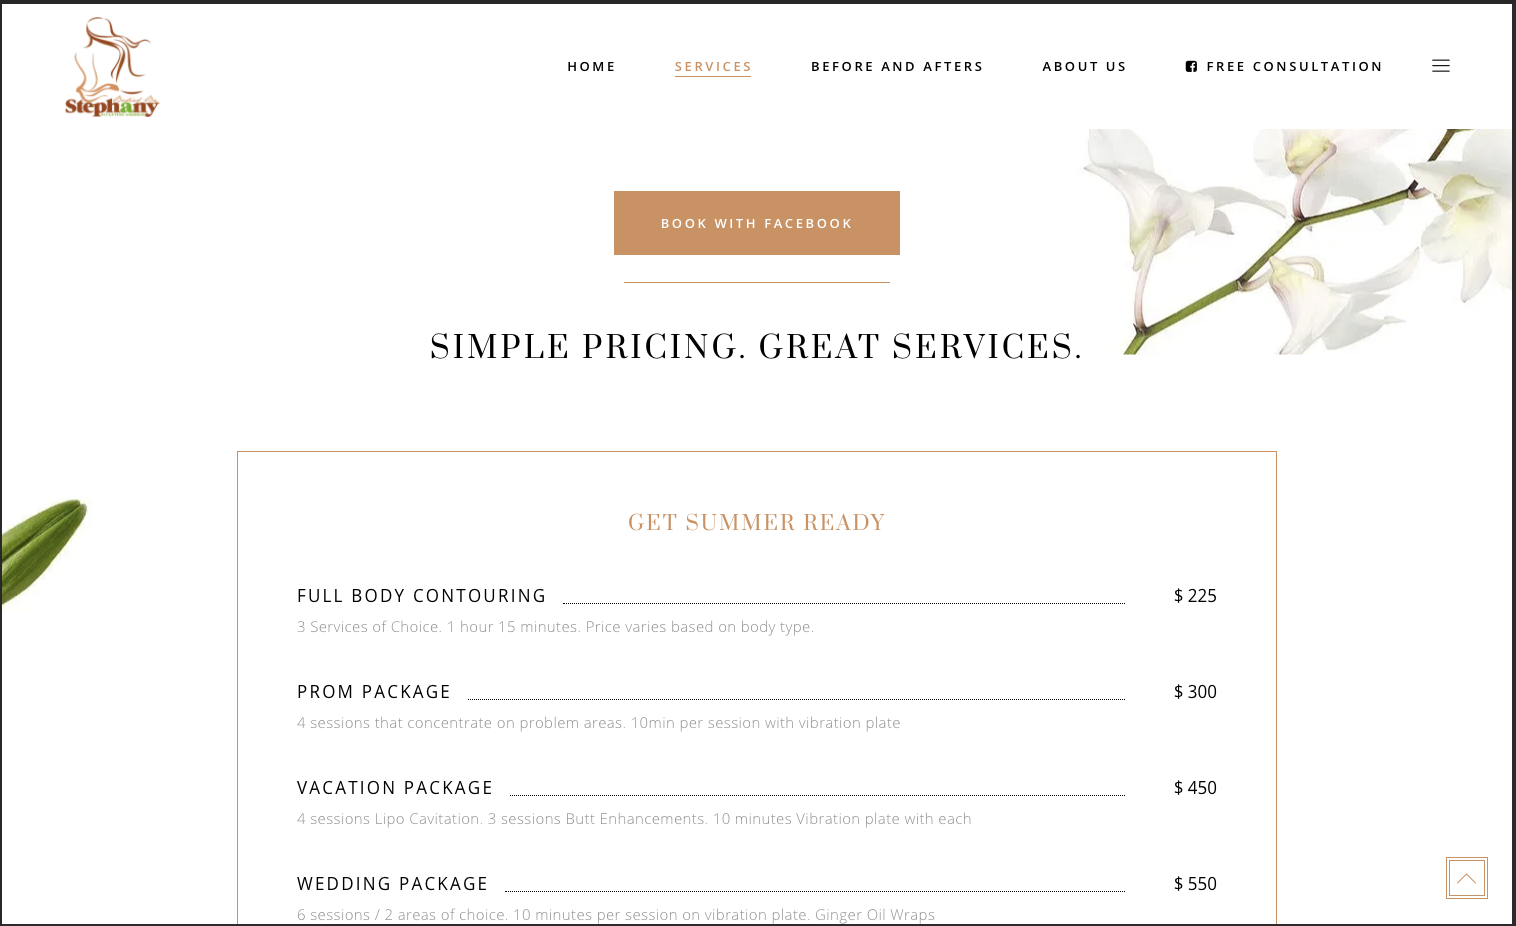 Stephany
HOME SERVICES BEFORE AND AFTERS ABOUT US FREE CONSULTATION
BOOK WITH FACEBOOK
SIMPLE PRICING. GREAT SERVICES.
GET SUMMER READY
FULL BODY CONTOURING $ 225
3 Services of Choice. 1 hour 15 minutes. Price varies based on body type.
PROM PACKAGE $ 300
4 sessions that concentrate on problem areas. 10min per session with vibration plate
VACATION PACKAGE $ 450
4 sessions Lipo Cavitation. 3 sessions Butt Enhancements. 10 minutes Vibration plate with each
WEDDING PACKAGE $ 550
6 sessions / 2 areas of choice. 10 minutes per session on vibration plate. Ginger Oil Wraps